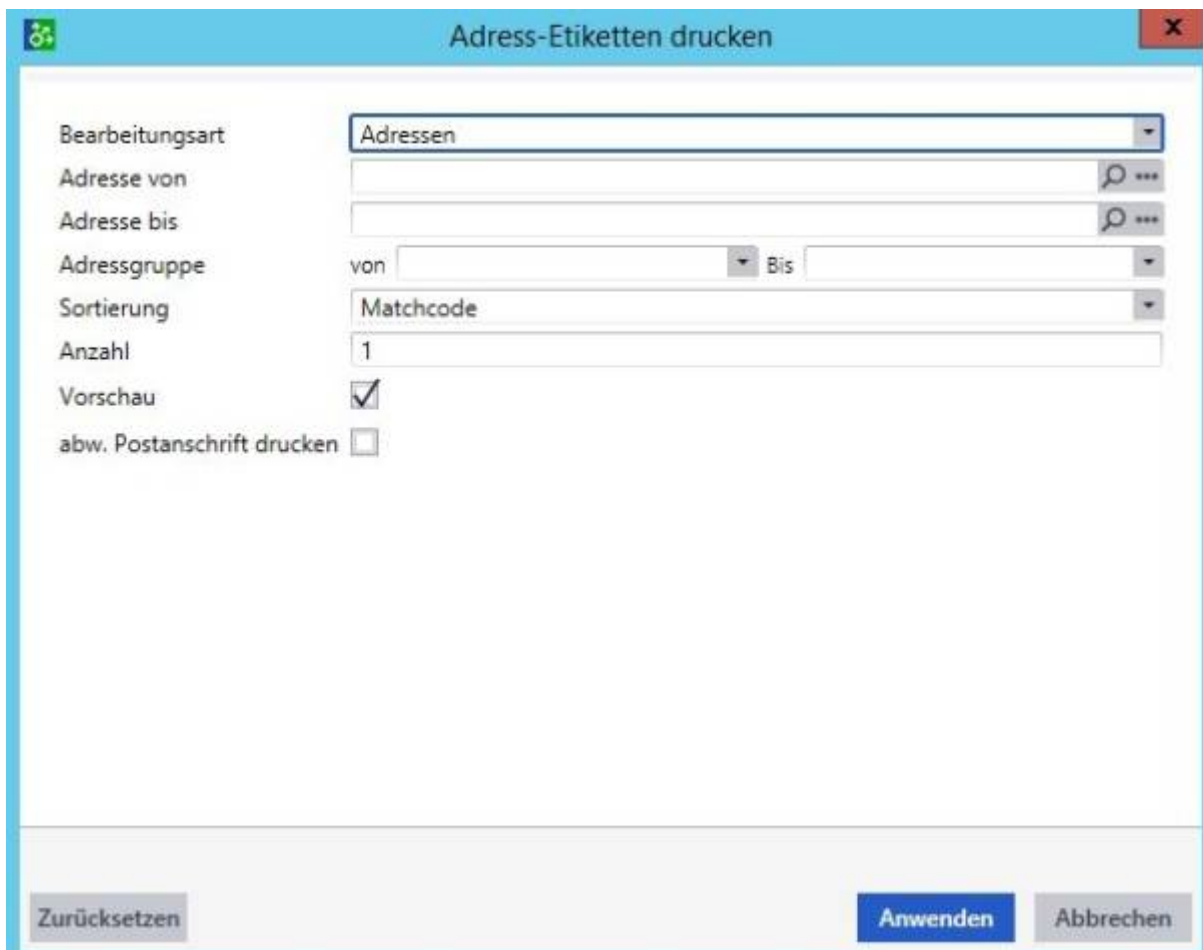 Adress-Etiketten drucken
x
Bearbeitungsart Adressen
Adresse von
Adresse bis
Adressgruppe von Bis
Sortierung Matchcode
Anzahl 1
Vorschau
abw. Postanschrift drucken
Zurücksetzen Anwenden Abbrechen